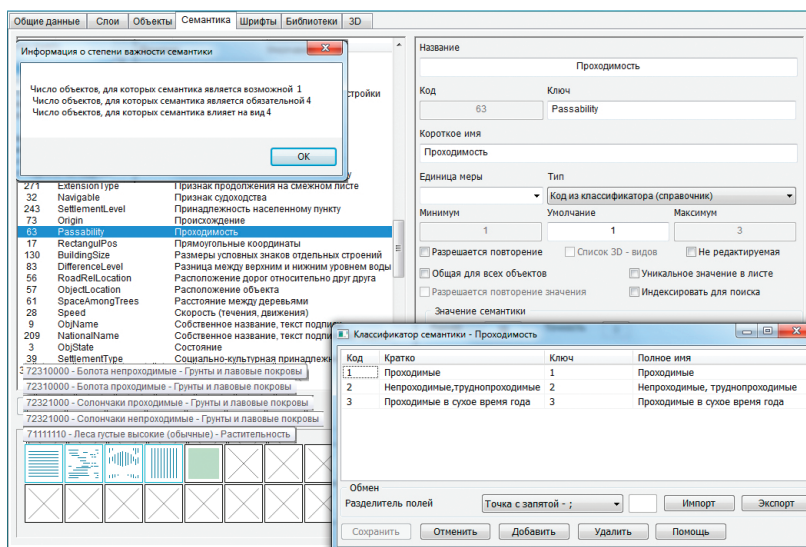 Общие данные Слои Объекты Семантика Шрифты Библиотеки 3D
Информация о степени важности семантики
Число объектов, для которых семантика является возможной 1
Число объектов, для которых семантика является обязательной 4
Число объектов, для которых семантика влияет на вид 4
OK
стройки
271 ExtensionType Признак продолжения на смежном листе
32 Navigable Признак судоходства
243 SettlementLevel Принадлежность населенному пункту
73 Origin Происхождение
63 Passability Проходимость
17 RectangulPos Прямоугольные координаты
130 BuildingSize Размеры условных знаков отдельных строений
83 DifferenceLevel Разница между верхним и нижним уровнем воды
56 RoadRelLocation Расположение дорог относительно друг друга
57 ObjectLocation Расположение объекта
61 SpaceAmongTrees Расстояние между деревьями
28 Speed Скорость (течения, движения)
9 ObjName Собственное название, текст подписи
209 NationalName Собственное название, текст подписи
3 ObjState Состояние
39 SettlementType Социально-культурная принадлежн
72310000 - Болота непроходимые - Грунты и лавовые покровы
72310000 - Болота проходимые - Грунты и лавовые покровы
72321000 - Солончаки проходимые - Грунты и лавовые покровы
72321000 - Солончаки непроходимые - Грунты и лавовые покровы
71111110 - Леса густые высокие (обычные) - Растительность
Название
Проходимость
Код Ключ
63 Passability
Короткое имя
Проходимость
Единица меры Тип
Код из классификатора (справочник)
Минимум Умолчание Максимум
1 1 3
Разрешается повторение Список 3D - видов Не редактируемая
Общая для всех объектов Уникальное значение в листе
Разрешается повторение значения Индексировать для поиска
Значение семантики
Классификатор семантики - Проходимость
Код Кратко Ключ Полное имя
1 Проходимые 1 Проходимые
2 Непроходимые,труднопроходимые 2 Непроходимые, труднопроходимые
3 Проходимые в сухое время года 3 Проходимые в сухое время года
Обмен
Разделитель полей Точка с запятой - ; Импорт Экспорт
Сохранить Отменить Добавить Удалить Помощь